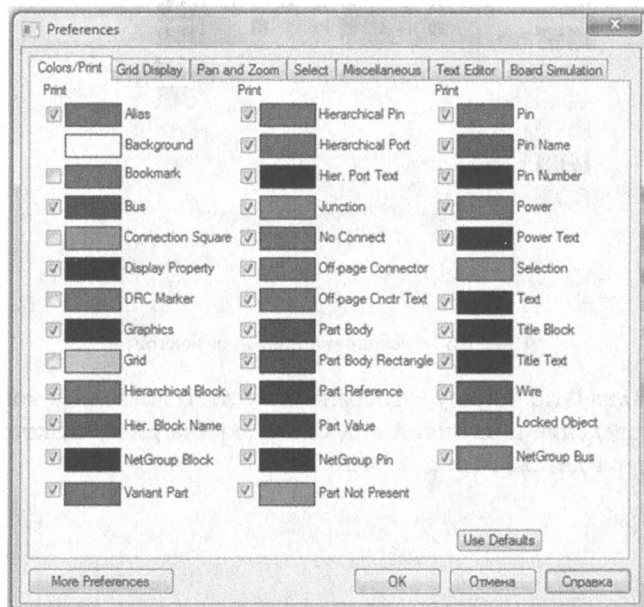 Preferences
Colors/Print Grid Display Pan and Zoom Select Miscellaneous Text Editor Board Simulation
Print Print Print
Alias Hierarchical Pin Pin
Background Hierarchical Port Pin Name
Bookmark Hier. Port Text Pin Number
Bus Junction Power
Connection Square No Connect Power Text
Display Property Off-page Connector Selection
DRC Marker Off-page Cnctr Text Text
Graphics Part Body Title Block
Grid Part Body Rectangle Title Text
Hierarchical Block Part Reference Wire
Hier. Block Name Part Value Locked Object
NetGroup Block NetGroup Pin NetGroup Bus
Variant Part Part Not Present
Use Defaults
More Preferences OK Отмена Справка